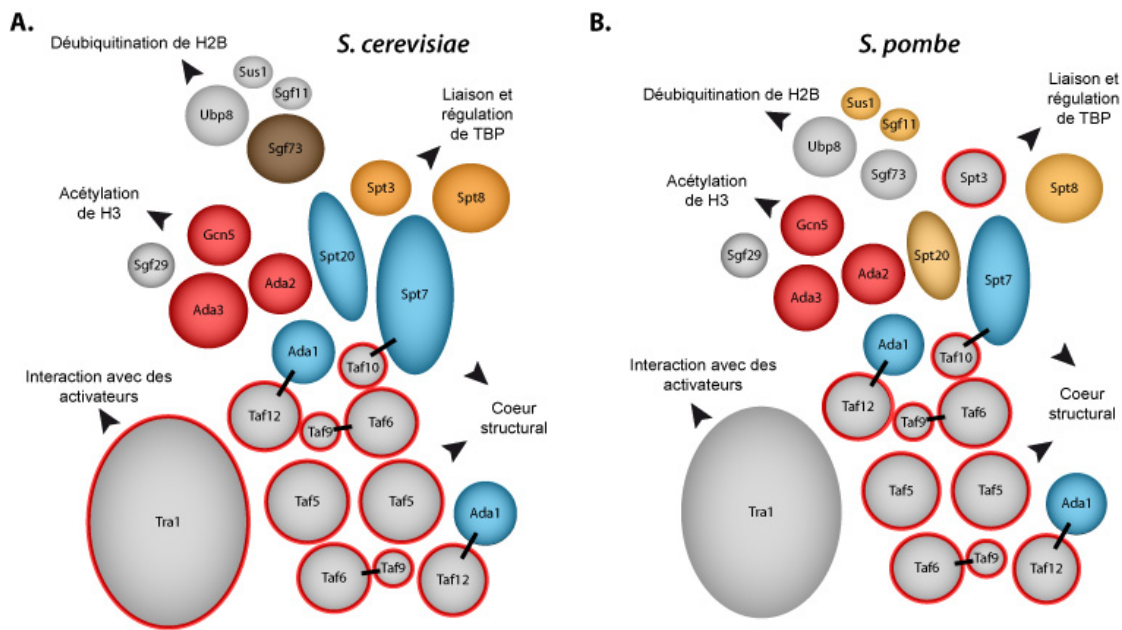 A.
S. cerevisiae
Déubiquitination de H2B
Sus1
Sgf11
Ubp8
Sgf73
Liaison et
régulation
de TBP
Spt3
Spt8
Acétylation
de H3
Gcn5
Sgf29
Ada2
Ada3
Spt20
Spt7
Ada1
Taf10
Interaction avec des
activateurs
Taf12
Taf9
Taf6
Coeur
structural
Tra1
Taf5
Taf5
Ada1
Taf6
Taf9
Taf12
B.
S. pombe
Déubiquitination de H2B
Sus1
Sgf11
Ubp8
Sgf73
Liaison et
régulation
de TBP
Spt3
Spt8
Acétylation
de H3
Gcn5
Sgf29
Ada2
Ada3
Spt20
Spt7
Ada1
Taf10
Interaction avec des
activateurs
Taf12
Taf9
Taf6
Coeur
structural
Tra1
Taf5
Taf5
Ada1
Taf6
Taf9
Taf12